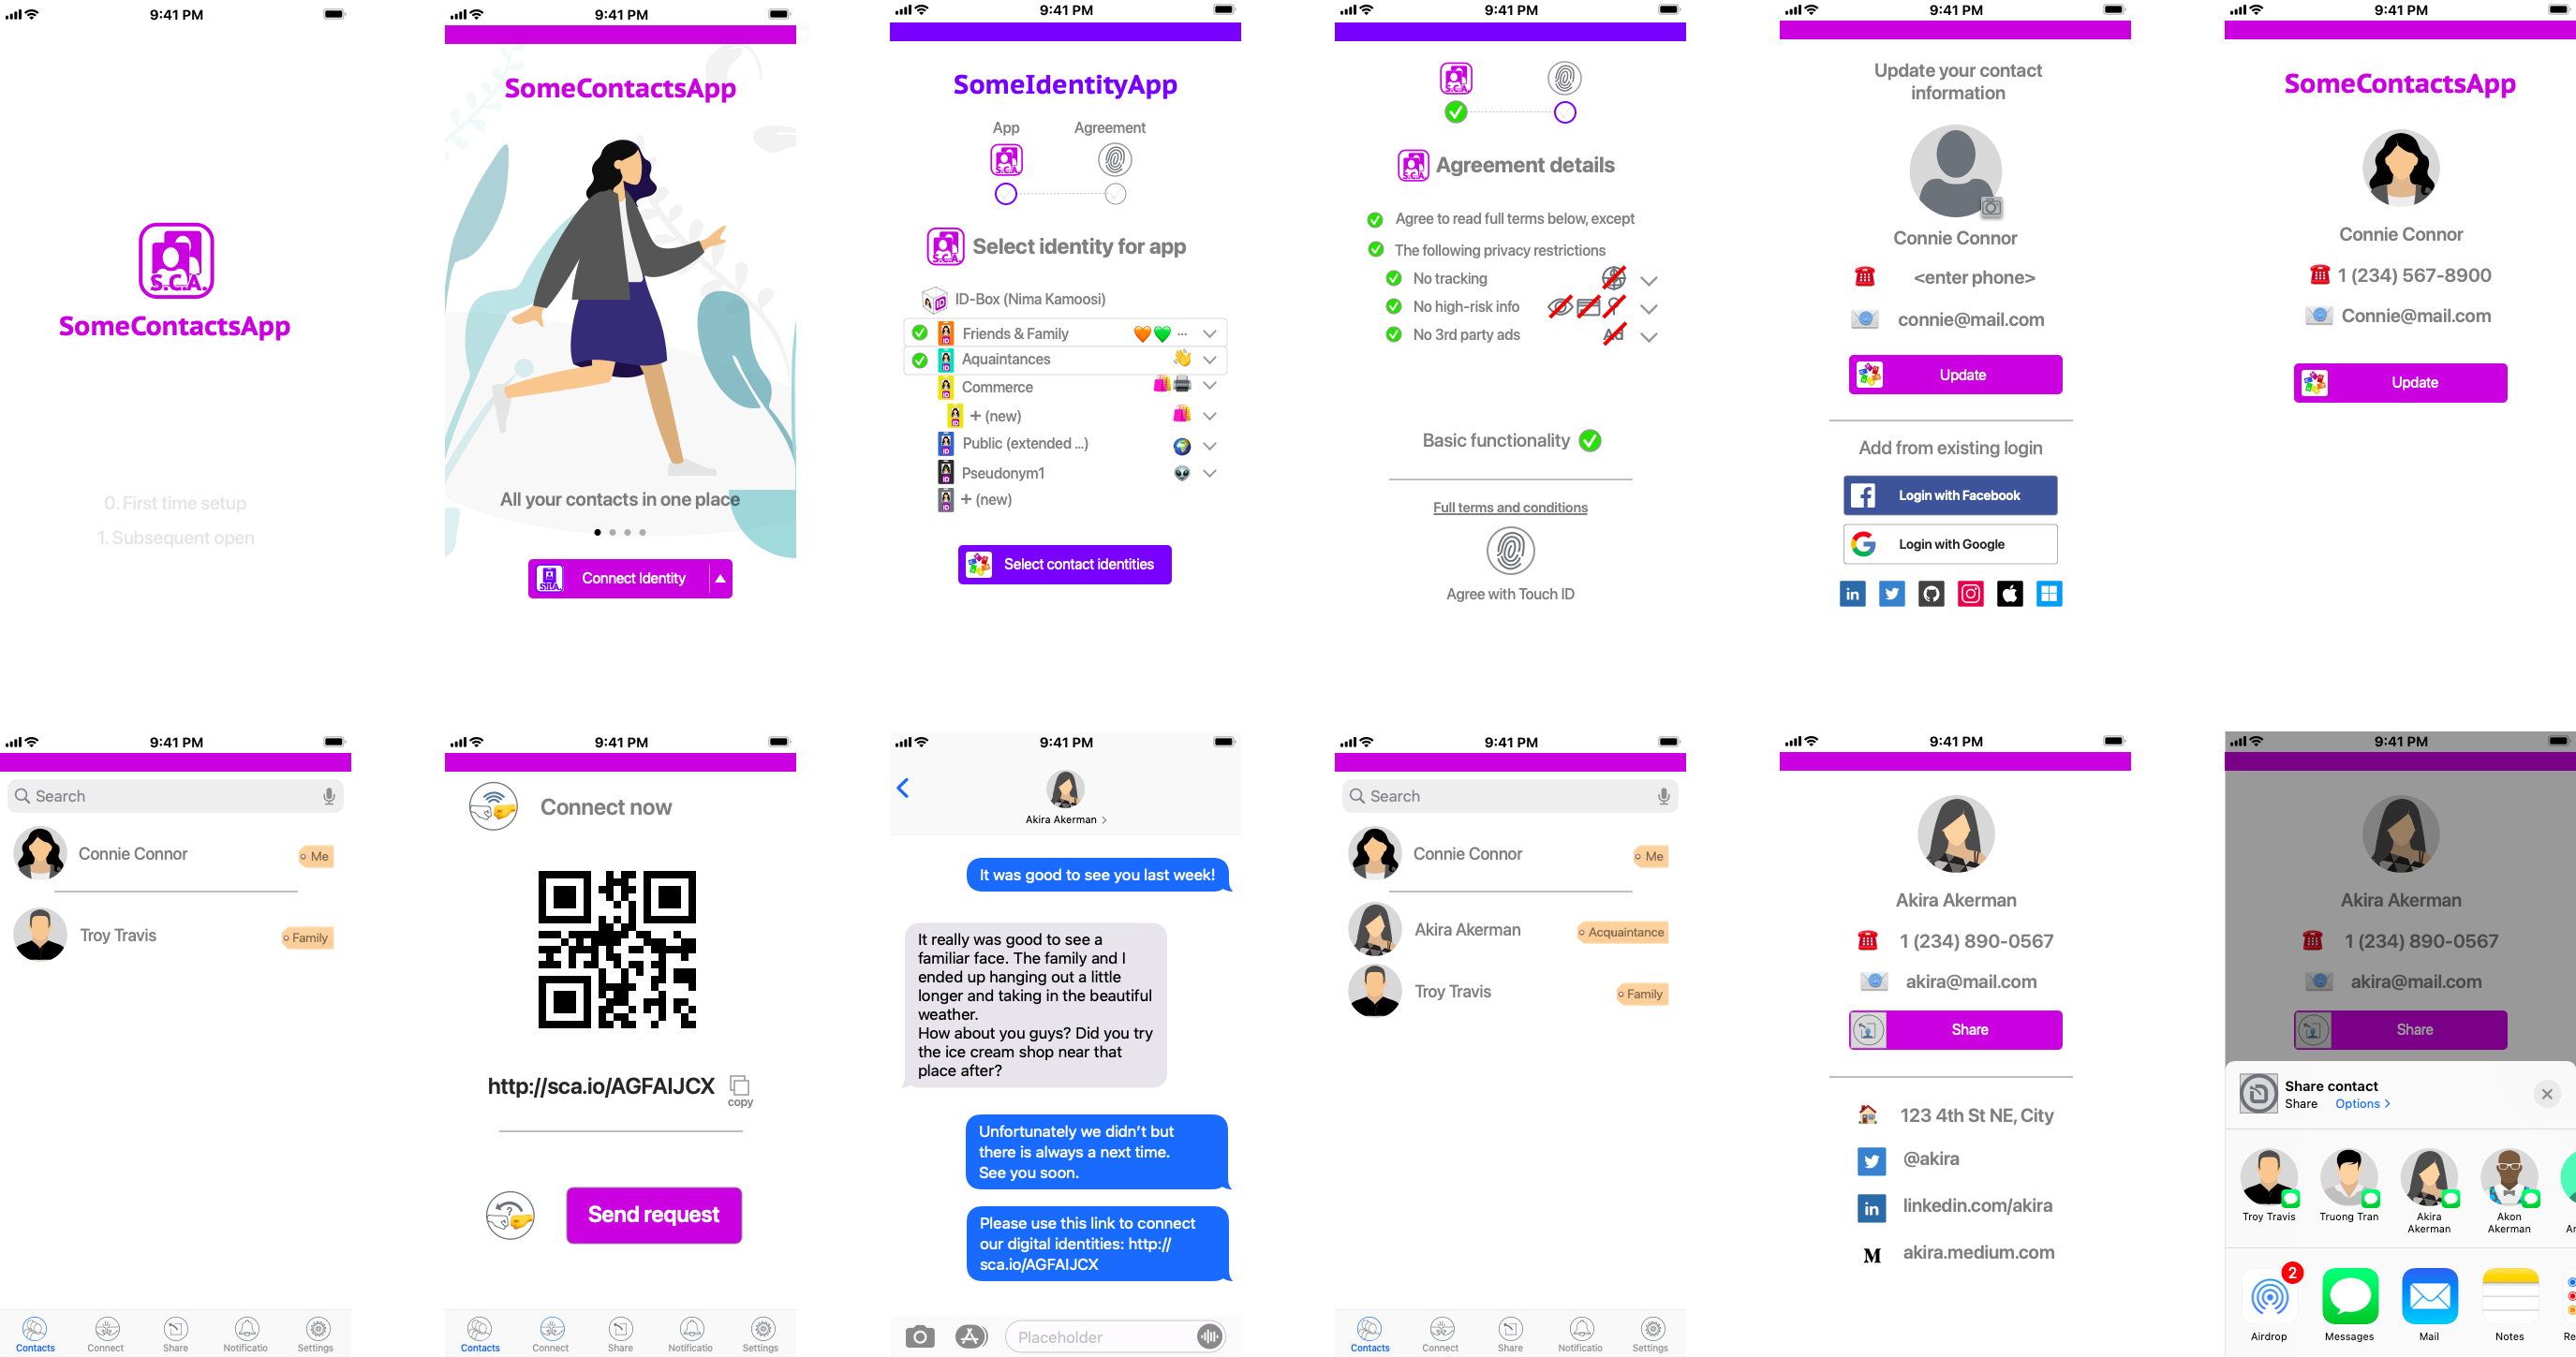 9:41 PM
S.C.A.
SomeContactsApp
0. First time setup
1. Subsequent open
9:41 PM
SomeContactsApp
All your contacts in one place
Connect Identity
9:41 PM
SomeIdentityApp
App Agreement
S.C.A.
S.C.A. Select identity for app
ID ID-Box (Nima Kamoosi)
ID Friends & Family ...
ID Aquaintances
ID Commerce
ID + (new)
ID Public (extended ...)
ID Pseudonym1
ID + (new)
Select contact identities
9:41 PM
S.C.A.
S.C.A. Agreement details
Agree to read full terms below, except
The following privacy restrictions
No tracking
No high-risk info
No 3rd party ads Ad
Basic functionality
Full terms and conditions
Agree with Touch ID
9:41 PM
Update your contact
information
Connie Connor
<enter phone>
connie@mail.com
Update
Add from existing login
Login with Facebook
Login with Google
in
9:41 PM
SomeContactsApp
Connie Connor
1 (234) 567-8900
Connie@mail.com
Update
9:41 PM
Search
Connie Connor Me
Troy Travis Family
Contacts Connect Share Notificatio Settings
9:41 PM
Connect now
http://sca.io/AGFAIJCX
copy
Send request
Contacts Connect Share Notificatio Settings
9:41 PM
Akira Akerman
It was good to see you last week!
It really was good to see a
familiar face. The family and I
ended up hanging out a little
longer and taking in the beautiful
weather.
How about you guys? Did you try
the ice cream shop near that
place after?
Unfortunately we didn't but
there is always a next time.
See you soon.
Please use this link to connect
our digital identities: http://
sca.io/AGFAIJCX
Placeholder
9:41 PM
Search
Connie Connor Me
Akira Akerman Acquaintance
Troy Travis Family
Contacts Connect Share Notificatio Settings
9:41 PM
Akira Akerman
1 (234) 890-0567
akira@mail.com
Share
123 4th St NE, City
@akira
in linkedin.com/akira
M akira.medium.com
9:41 PM
Akira Akerman
1 (234) 890-0567
akira@mail.com
Share
Share contact
Share Options
Troy Travis Truong Tran Akira
Akerman Akon
Akerman
2
Airdrop Messages Mail Notes